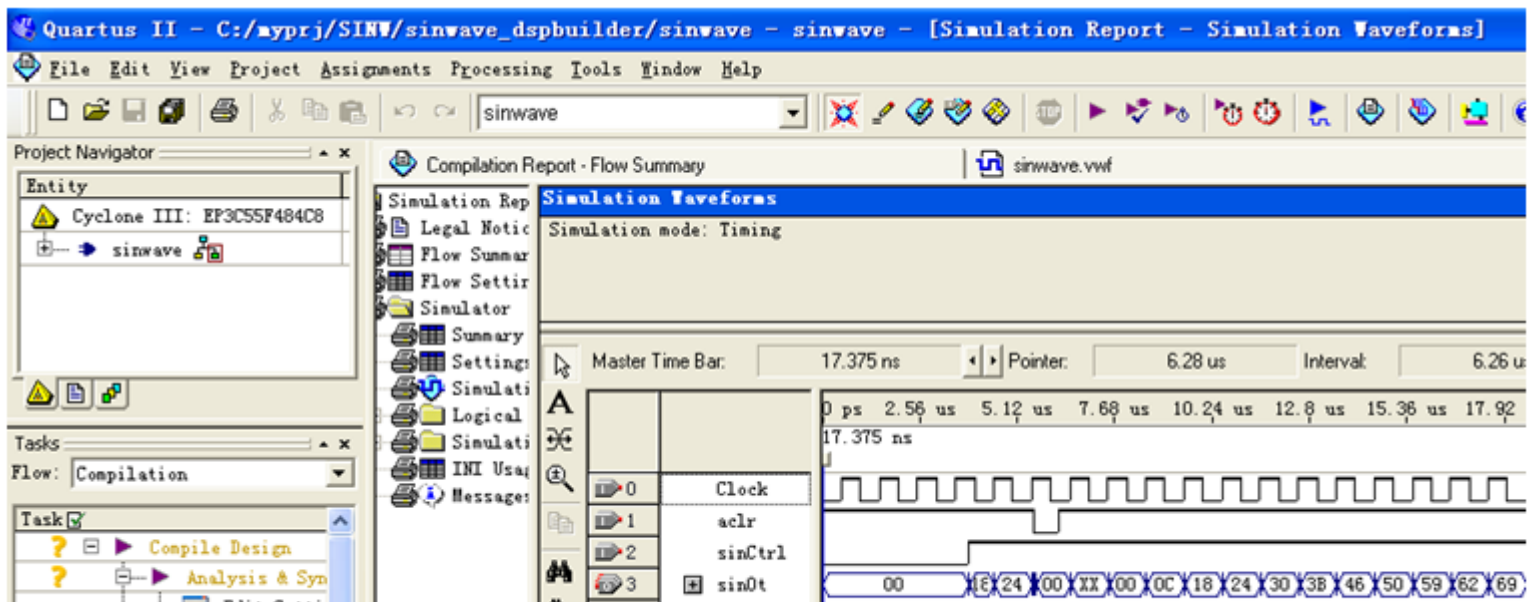 Quartus II - C:/myprj/SINW/sinwave_dspbuilder/sinwave - sinwave - [Simulation Report - Simulation Waveforms]
File Edit View Project Assignments Processing Tools Window Help
sinwave
Project Navigator
Entity
Cyclone III: EP3C55F484C8
sinwave
Tasks
Flow: Compilation
Task
Compile Design
Analysis & Syn
Compilation Report - Flow Summary
sinwave.vwf
Simulation Rep
Legal Notic
Flow Summar
Flow Settin
Simulator
Summary
Settings
Simulati
Logical
Simulati
INI Usag
Messages
Simulation Waveforms
Simulation mode: Timing
Master Time Bar: 17.375 ns Pointer: 6.28 us Interval: 6.26 u
0 ps 2.56 us 5.12 us 7.68 us 10.24 us 12.8 us 15.36 us 17.92
17.375 ns
0 Clock
1 aclr
2 sinCtrl
3 sinOt 00 18 24 00 XX 00 0C 18 24 30 3B 46 50 59 62 69